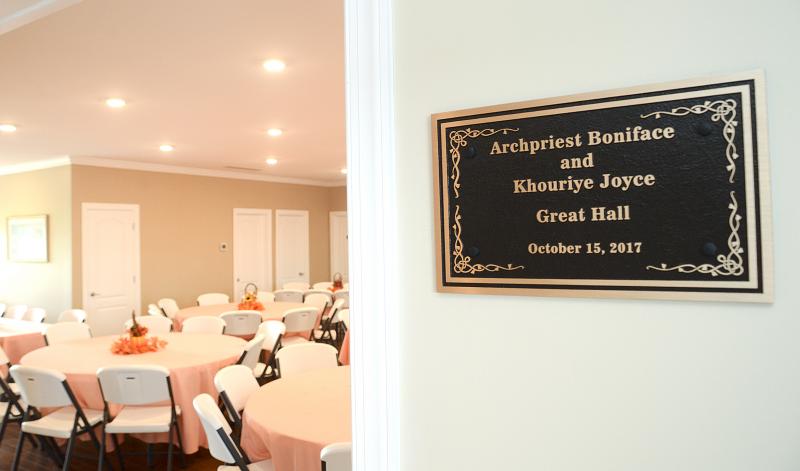 Archpriest Boniface
and
Khouriye Joyce
Great Hall
October 15, 2017